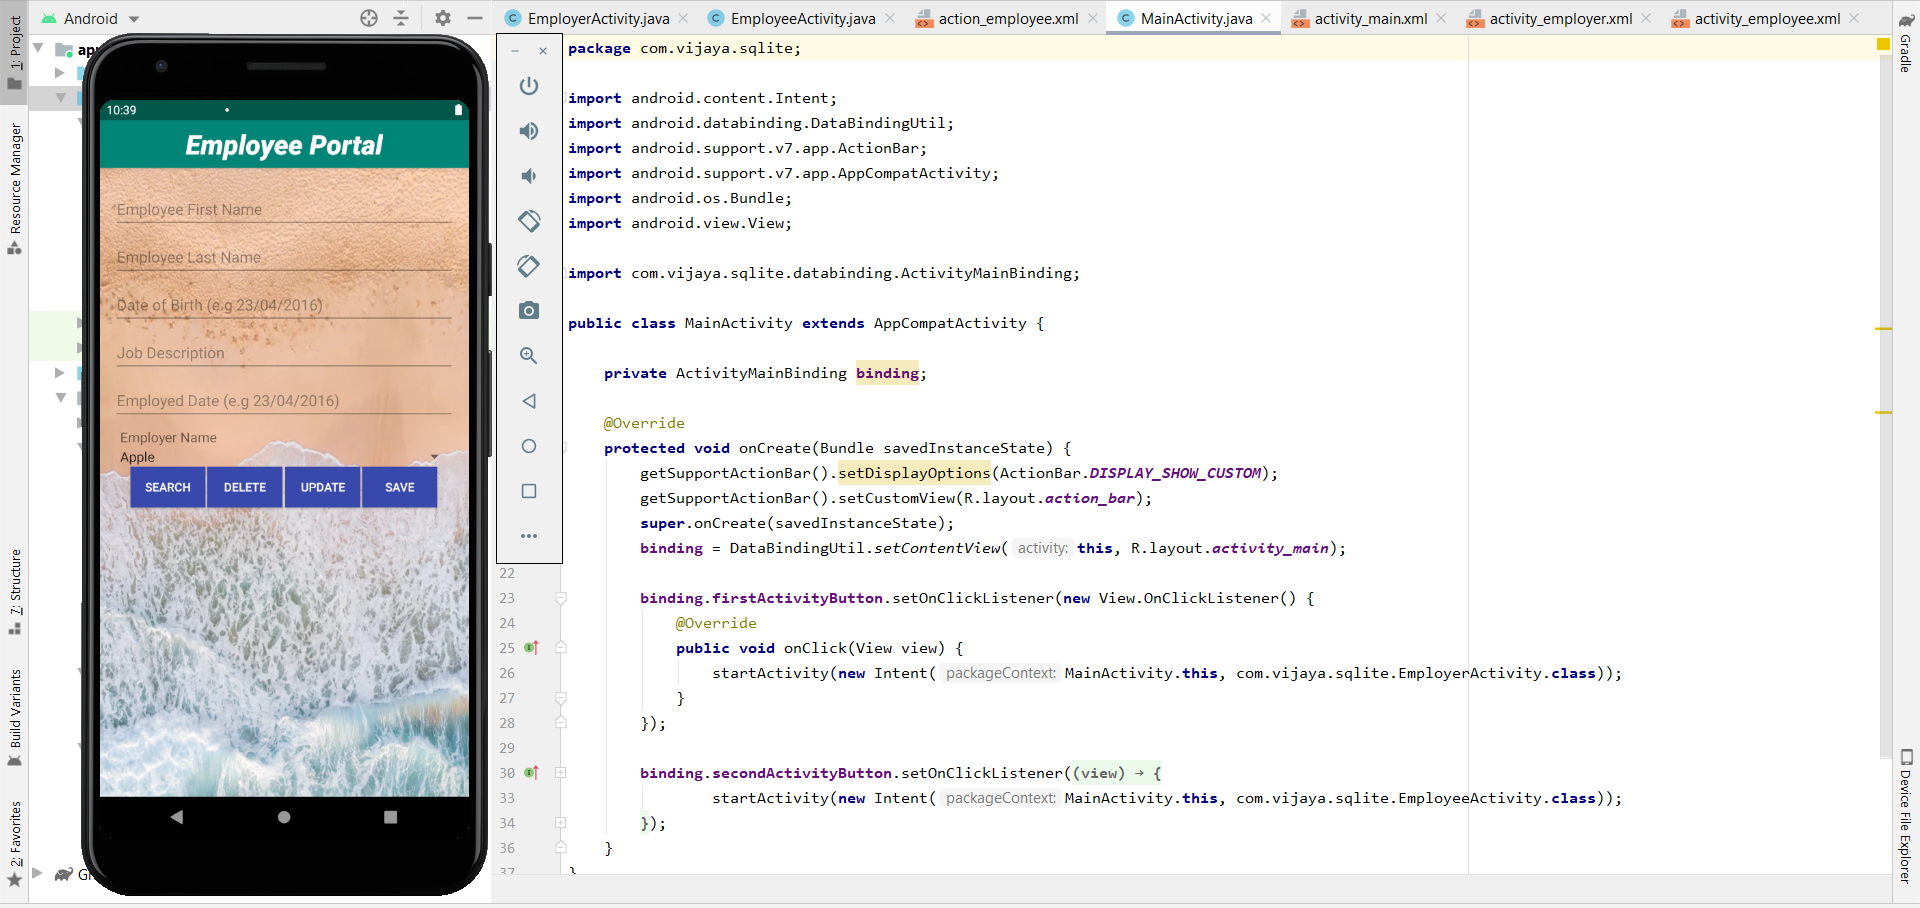 Android
EmployerActivity.java
EmployeeActivity.java
action_employee.xml
MainActivity.java
activity_main.xml
activity_employer.xml
activity_employee.xml
1: Project
Resource Manager
7: Structure
Build Variants
2: Favorites
Gradle
Device File Explorer
10:39
Employee Portal
Employee First Name
Employee Last Name
Date of Birth (e.g 23/04/2016)
Job Description
Employed Date (e.g 23/04/2016)
Employer Name
Apple
SEARCH DELETE UPDATE SAVE
package com.vijaya.sqlite;
import android.content.Intent;
import android.databinding.DataBindingUtil;
import android.support.v7.app.ActionBar;
import android.support.v7.app.AppCompatActivity;
import android.os.Bundle;
import android.view.View;
import com.vijaya.sqlite.databinding.ActivityMainBinding;
public class MainActivity extends AppCompatActivity {
private ActivityMainBinding binding;
@Override
protected void onCreate(Bundle savedInstanceState) {
getSupportActionBar().setDisplayOptions(ActionBar.DISPLAY_SHOW_CUSTOM);
getSupportActionBar().setCustomView(R.layout.action_bar);
super.onCreate(savedInstanceState);
binding = DataBindingUtil.setContentView( activity: this, R.layout.activity_main);
22
23 binding.firstActivityButton.setOnClickListener(new View.OnClickListener() {
24 @Override
25 public void onClick(View view) {
26 startActivity(new Intent( packageContext: MainActivity.this, com.vijaya.sqlite.EmployerActivity.class));
27 }
28 });
29
30 binding.secondActivityButton.setOnClickListener((view) → {
33 startActivity(new Intent( packageContext: MainActivity.this, com.vijaya.sqlite.EmployeeActivity.class));
34 });
36 }
37 }